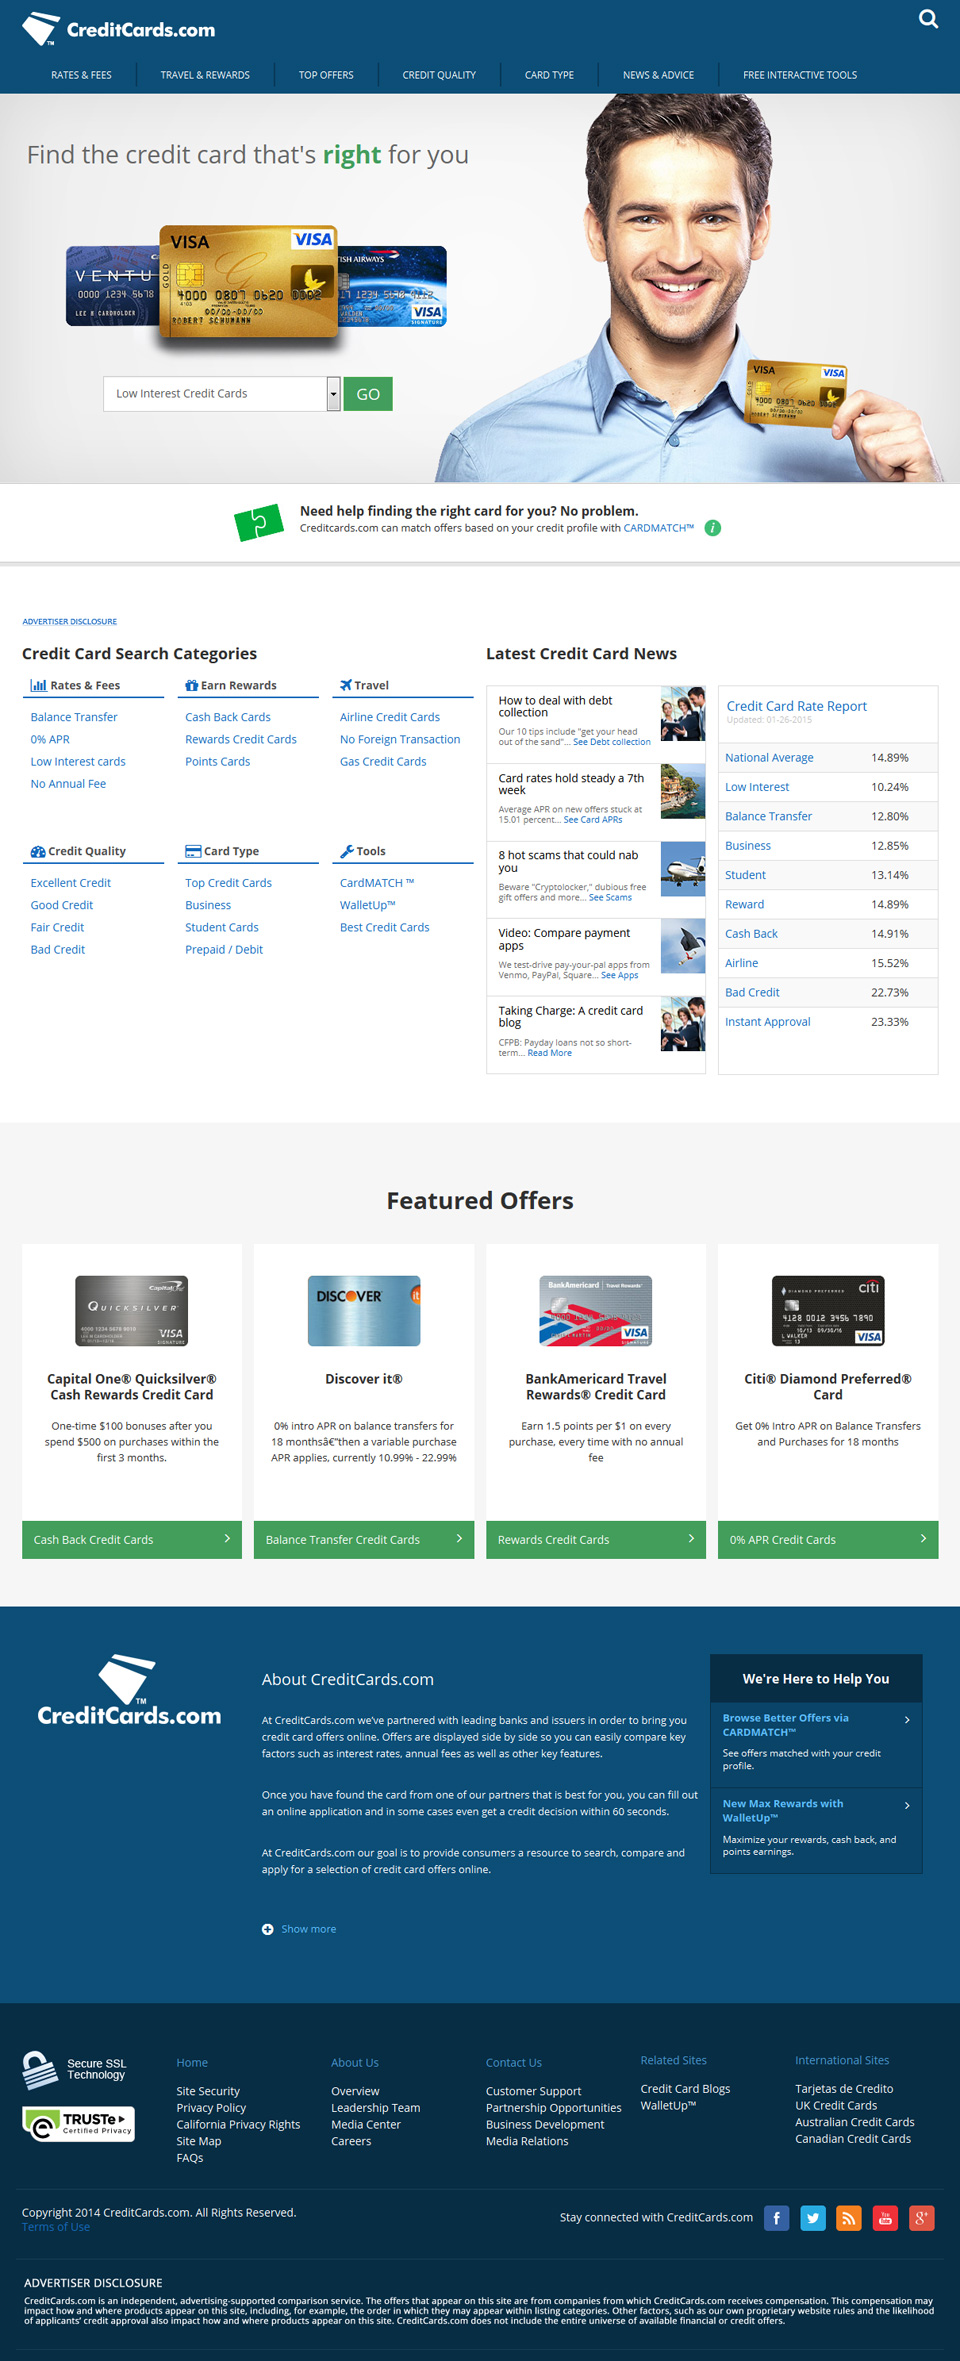 CreditCards.com
TM
RATES & FEES
TRAVEL & REWARDS
TOP OFFERS
CREDIT QUALITY
CARD TYPE
NEWS & ADVICE
FREE INTERACTIVE TOOLS
Find the credit card that's right for you
VISA VISA
GOLD
4000 0807 0620 0002
4103
00/00-00/00
ROBERT SCHUMANN
VENTU
0000 1234 5678
LEE M CARDHOLDER
ISH AIRWAYS
VISA
SIGNATURE
VISA VISA
Low Interest Credit Cards
GO
Need help finding the right card for you? No problem.
Creditcards.com can match offers based on your credit profile with CARDMATCH™ i
ADVERTISER DISCLOSURE
Credit Card Search Categories
Rates & Fees
Balance Transfer
0% APR
Low Interest cards
No Annual Fee
Earn Rewards
Cash Back Cards
Rewards Credit Cards
Points Cards
Travel
Airline Credit Cards
No Foreign Transaction
Gas Credit Cards
Credit Quality
Excellent Credit
Good Credit
Fair Credit
Bad Credit
Card Type
Top Credit Cards
Business
Student Cards
Prepaid / Debit
Tools
CardMATCH ™
WalletUp™
Best Credit Cards
Latest Credit Card News
How to deal with debt
collection
Our 10 tips include "get your head
out of the sand"... See Debt collection
Card rates hold steady a 7th
week
Average APR on new offers stuck at
15.01 percent... See Card APRs
8 hot scams that could nab
you
Beware "Cryptolocker," dubious free
gift offers and more... See Scams
Video: Compare payment
apps
We test-drive pay-your-pal apps from
Venmo, PayPal, Square... See Apps
Taking Charge: A credit card
blog
CFPB: Payday loans not so short-
term... Read More
Credit Card Rate Report
Updated: 01-26-2015
National Average 14.89%
Low Interest 10.24%
Balance Transfer 12.80%
Business 12.85%
Student 13.14%
Reward 14.89%
Cash Back 14.91%
Airline 15.52%
Bad Credit 22.73%
Instant Approval 23.33%
Featured Offers
Capital One
QUICKSILVER
VISA
SIGNATURE
Capital One® Quicksilver®
Cash Rewards Credit Card
One-time $100 bonuses after you
spend $500 on purchases within the
first 3 months.
Cash Back Credit Cards
DISCOVER it
Discover it®
0% intro APR on balance transfers for
18 monthsâ€"then a variable purchase
APR applies, currently 10.99% - 22.99%
Balance Transfer Credit Cards
BankAmericard Travel Rewards
VISA
BankAmericard Travel
Rewards® Credit Card
Earn 1.5 points per $1 on every
purchase, every time with no annual
fee
Rewards Credit Cards
citi
DIAMOND PREFERRED
4128 0012 3456 7890
L WALKER
VISA
Citi® Diamond Preferred®
Card
Get 0% Intro APR on Balance Transfers
and Purchases for 18 months
0% APR Credit Cards
TM
CreditCards.com
About CreditCards.com
At CreditCards.com we've partnered with leading banks and issuers in order to bring you
credit card offers online. Offers are displayed side by side so you can easily compare key
factors such as interest rates, annual fees as well as other key features.
Once you have found the card from one of our partners that is best for you, you can fill out
an online application and in some cases even get a credit decision within 60 seconds.
At CreditCards.com our goal is to provide consumers a resource to search, compare and
apply for a selection of credit card offers online.
Show more
We're Here to Help You
Browse Better Offers via
CARDMATCH™
See offers matched with your credit
profile.
New Max Rewards with
WalletUp™
Maximize your rewards, cash back, and
points earnings.
Secure SSL
Technology
TRUSTe
Certified Privacy
Home
Site Security
Privacy Policy
California Privacy Rights
Site Map
FAQs
About Us
Overview
Leadership Team
Media Center
Careers
Contact Us
Customer Support
Partnership Opportunities
Business Development
Media Relations
Related Sites
Credit Card Blogs
WalletUp™
International Sites
Tarjetas de Credito
UK Credit Cards
Australian Credit Cards
Canadian Credit Cards
Copyright 2014 CreditCards.com. All Rights Reserved.
Terms of Use
Stay connected with CreditCards.com
ADVERTISER DISCLOSURE
CreditCards.com is an independent, advertising-supported comparison service. The offers that appear on this site are from companies from which CreditCards.com receives compensation. This compensation may
impact how and where products appear on this site, including, for example, the order in which they may appear within listing categories. Other factors, such as our own proprietary website rules and the likelihood
of applicants' credit approval also impact how and where products appear on this site. CreditCards.com does not include the entire universe of available financial or credit offers.